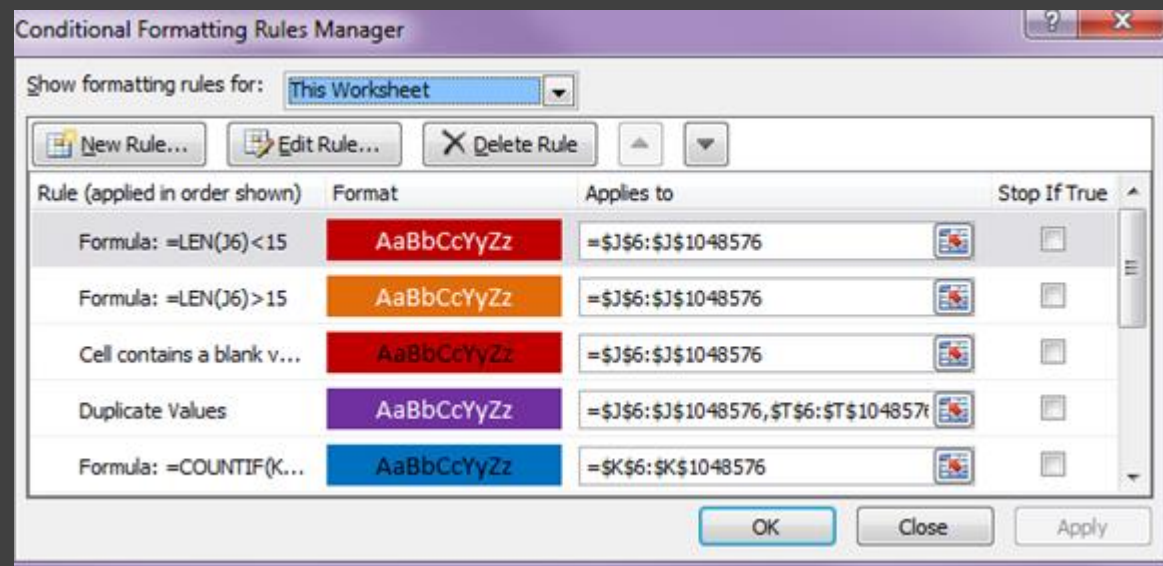 Conditional Formatting Rules Manager
?
Show formatting rules for: This Worksheet
New Rule... Edit Rule... Delete Rule
Rule (applied in order shown) Format Applies to Stop If True
Formula: =LEN(J6)<15 AaBbCcYyZz =$J$6:$J$1048576
Formula: =LEN(J6)>15 AaBbCcYyZz =$J$6:$J$1048576
Cell contains a blank v... AaBbCcYyZz =$J$6:$J$1048576
Duplicate Values AaBbCcYyZz =$J$6:$J$1048576,$T$6:$T$1048576
Formula: =COUNTIF(K... AaBbCcYyZz =$K$6:$K$1048576
OK Close Apply